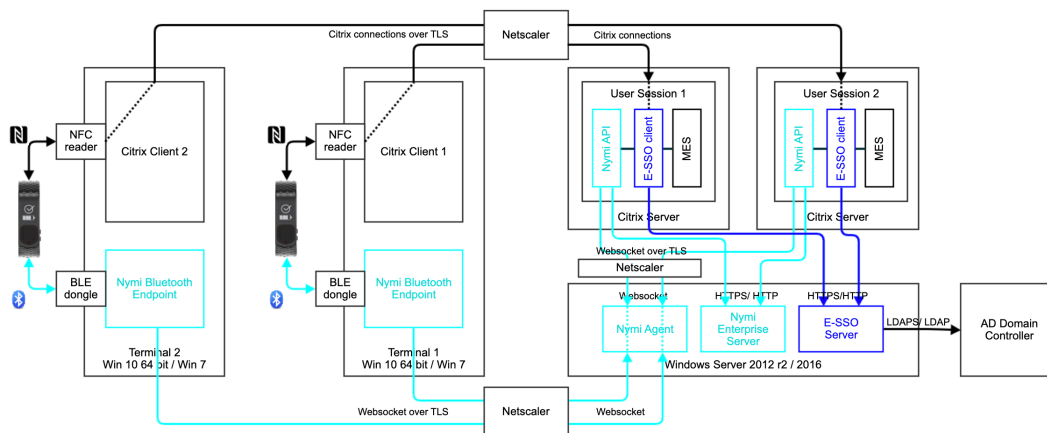 Citrix connections over TLS
Netscaler
Citrix connections
NFC
reader
Citrix Client 2
NFC
reader
Citrix Client 1
User Session 1
Nymi API
E-SSO client
MES
Citrix Server
User Session 2
Nymi API
E-SSO client
MES
Citrix Server
BLE
dongle
Nymi Bluetooth
Endpoint
Terminal 2
Win 10 64 bit / Win 7
BLE
dongle
Nymi Bluetooth
Endpoint
Terminal 1
Win 10 64 bit / Win 7
Websocket over TLS
Netscaler
Websocket
HTTPS/ HTTP
HTTPS/HTTP
Nymi Agent
Nymi
Enterprise
Server
E-SSO
Server
Windows Server 2012 r2 / 2016
LDAPS/ LDAP
AD Domain
Controller
Websocket over TLS
Netscaler
Websocket